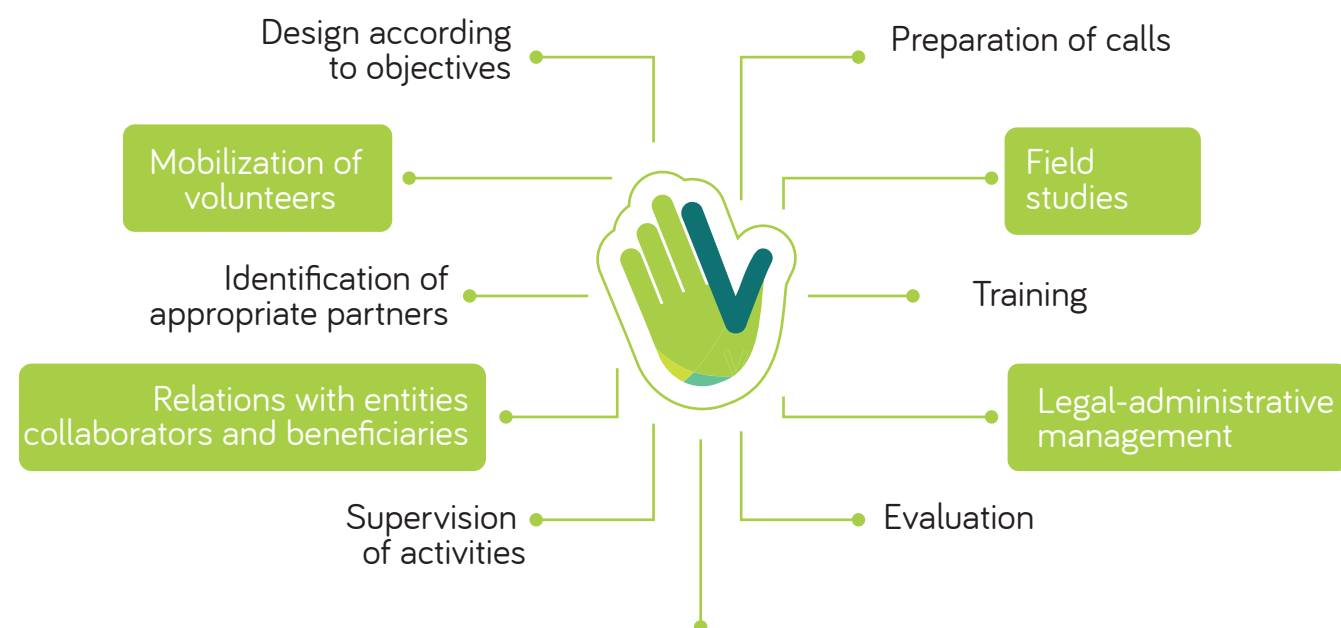 Design according
to objectives
Preparation of calls
Mobilization of
volunteers
Field
studies
Identification of
appropriate partners
Training
Relations with entities
collaborators and beneficiaries
Legal-administrative
management
Supervision
of activities
Evaluation